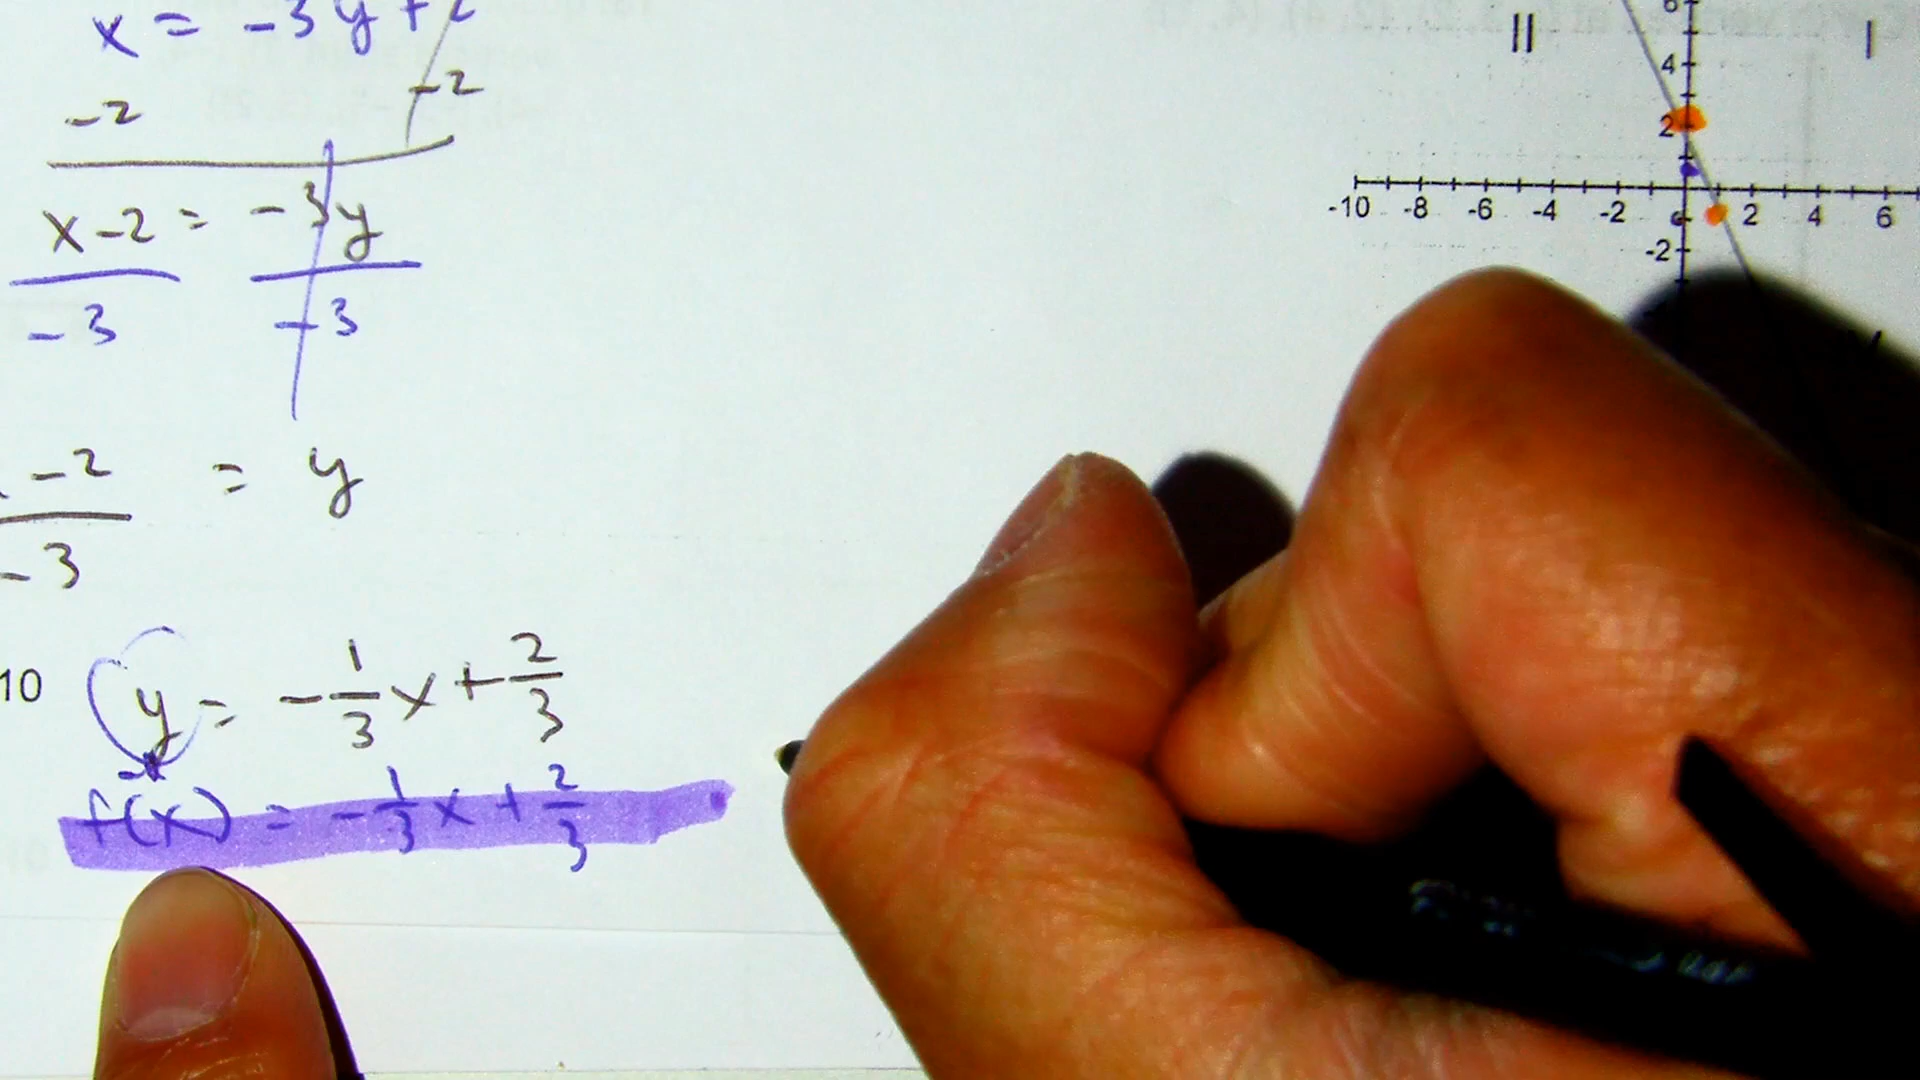 x = -3y + 2
-2 -2
x-2 = -3y
-3 -3
-2 = y
-3
10 y = -1/3 x + 2/3
f⁻¹(x) = -1/3 x + 2/3
II I
6
4
2
-10 -8 -6 -4 -2 2 4 6
-2